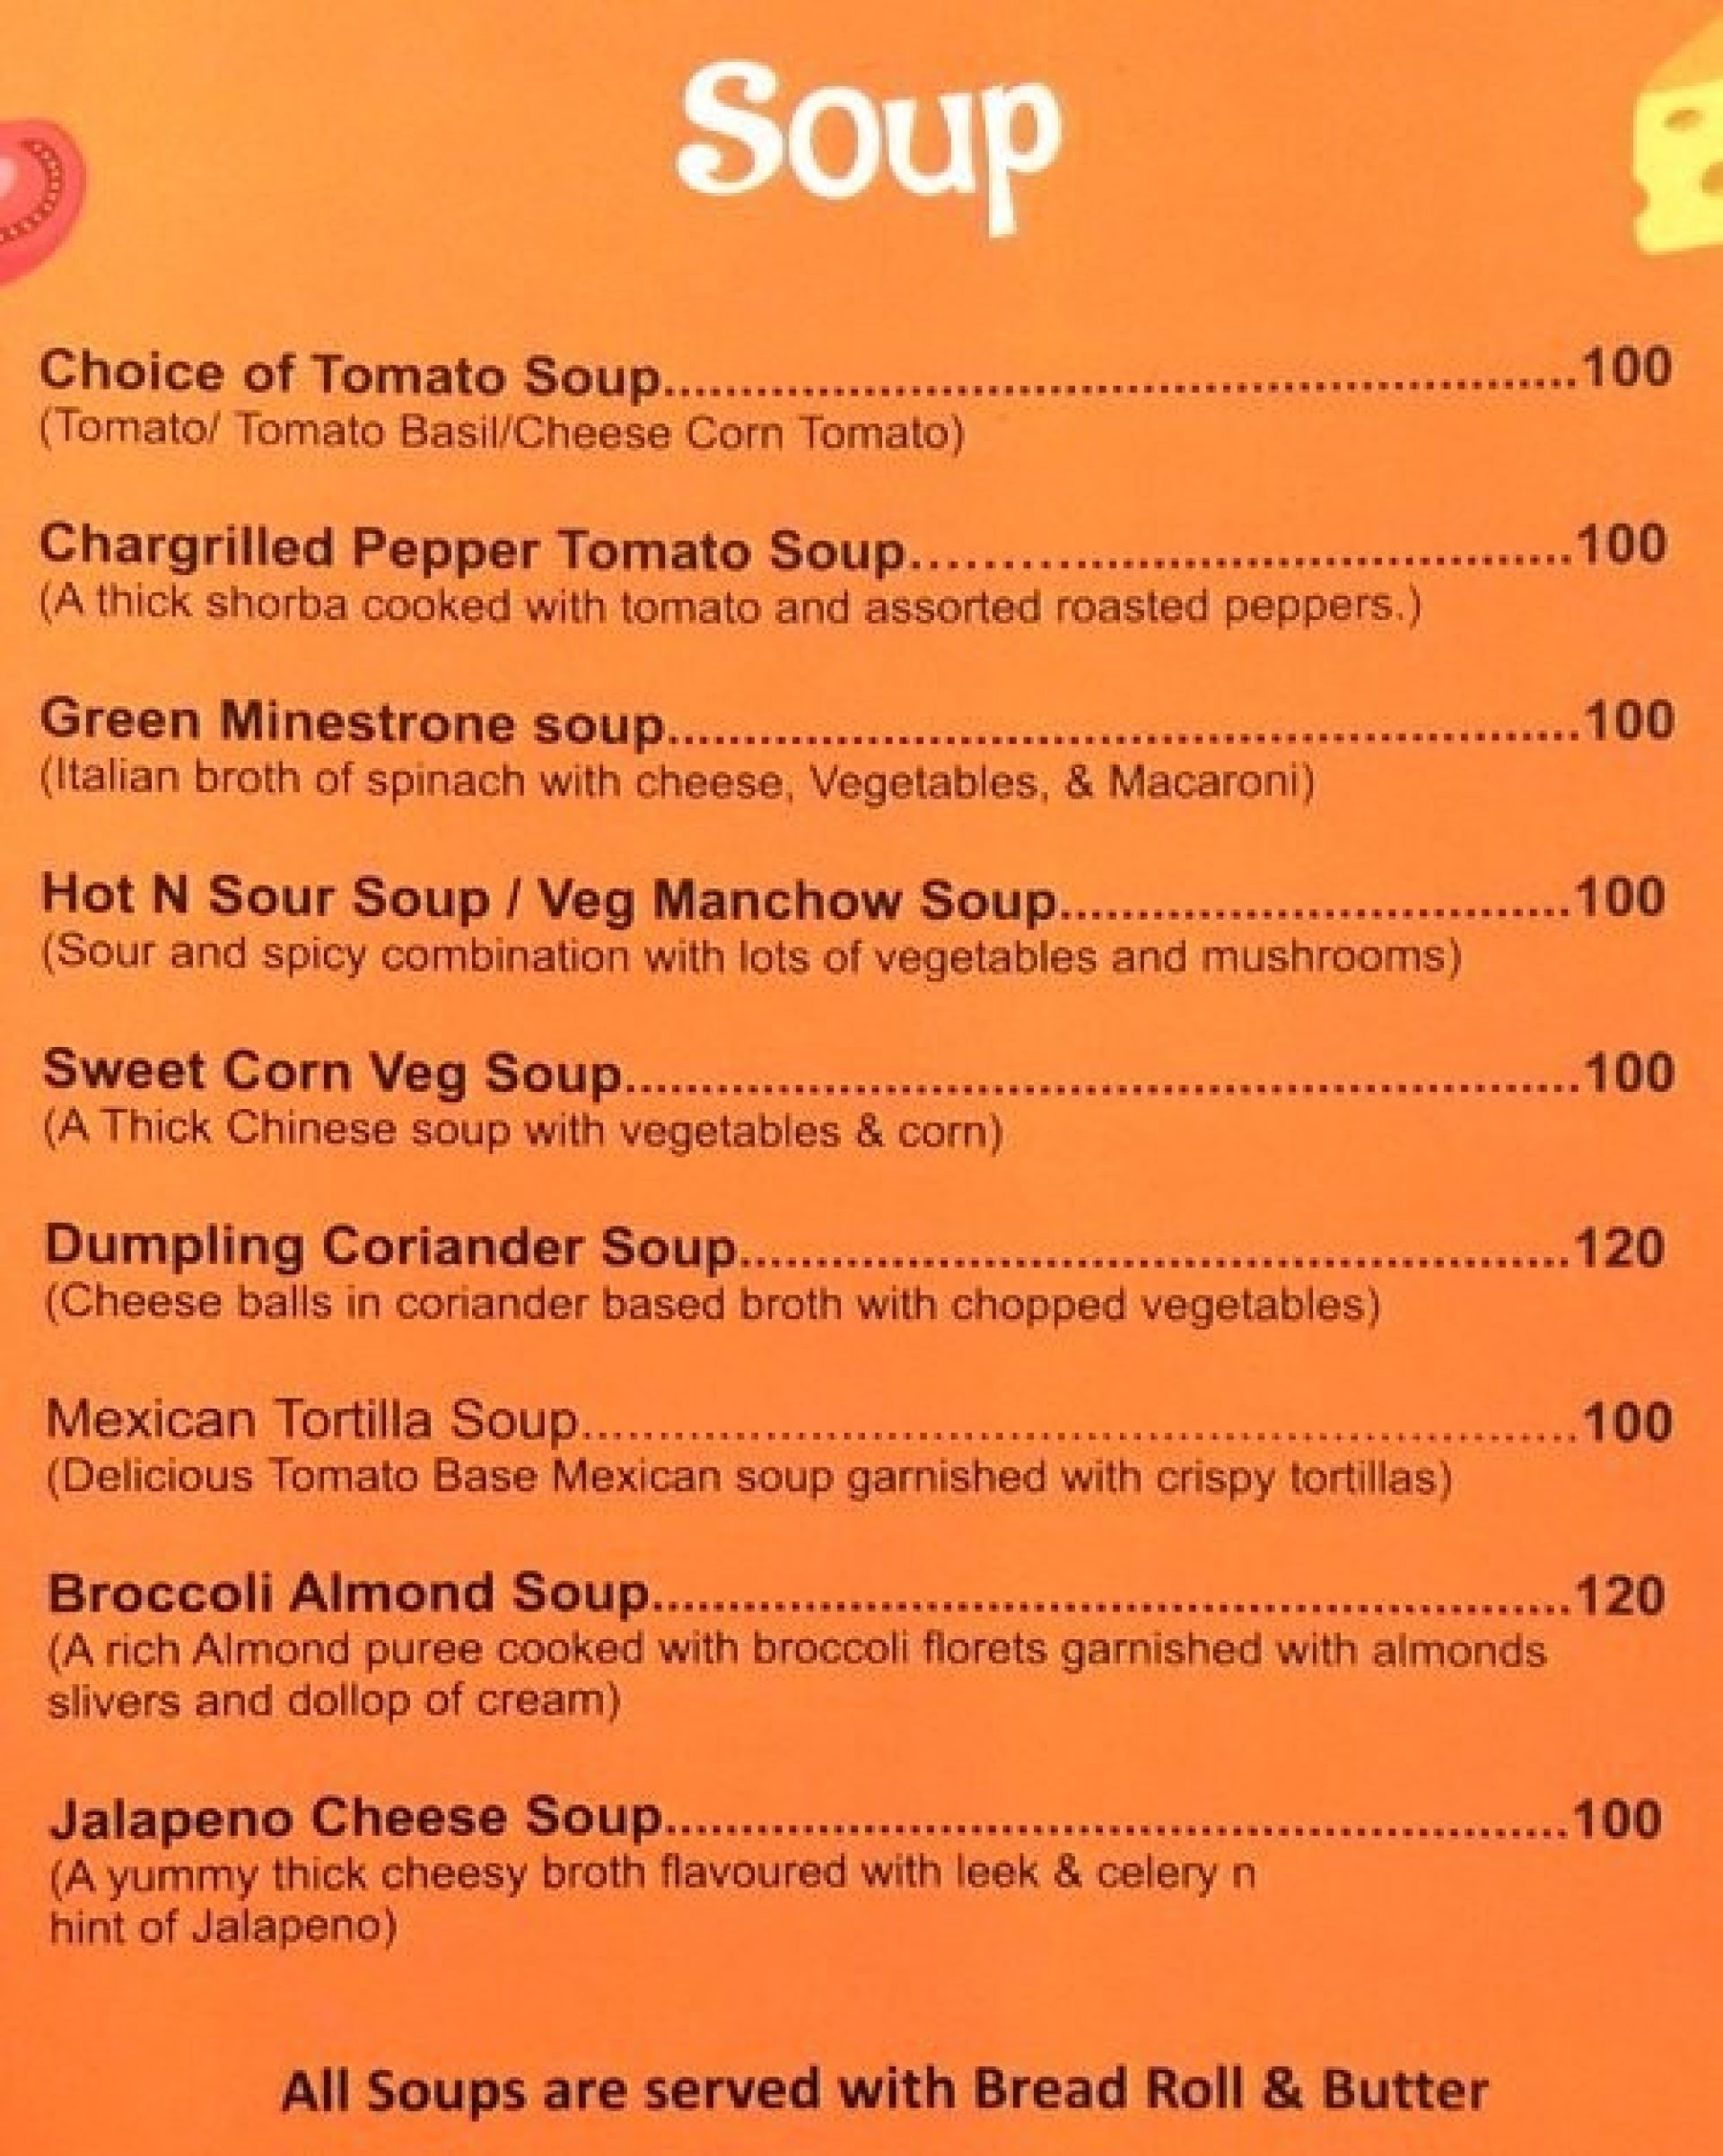 Soup
Choice of Tomato Soup............................................................100
(Tomato/ Tomato Basil/Cheese Corn Tomato)
Chargrilled Pepper Tomato Soup...........................................100
(A thick shorba cooked with tomato and assorted roasted peppers.)
Green Minestrone soup............................................................100
(Italian broth of spinach with cheese, Vegetables, & Macaroni)
Hot N Sour Soup / Veg Manchow Soup..................................100
(Sour and spicy combination with lots of vegetables and mushrooms)
Sweet Corn Veg Soup...............................................................100
(A Thick Chinese soup with vegetables & corn)
Dumpling Coriander Soup.......................................................120
(Cheese balls in coriander based broth with chopped vegetables)
Mexican Tortilla Soup..................................................................100
(Delicious Tomato Base Mexican soup garnished with crispy tortillas)
Broccoli Almond Soup.............................................................120
(A rich Almond puree cooked with broccoli florets garnished with almonds
slivers and dollop of cream)
Jalapeno Cheese Soup............................................................100
(A yummy thick cheesy broth flavoured with leek & celery n
hint of Jalapeno)
All Soups are served with Bread Roll & Butter